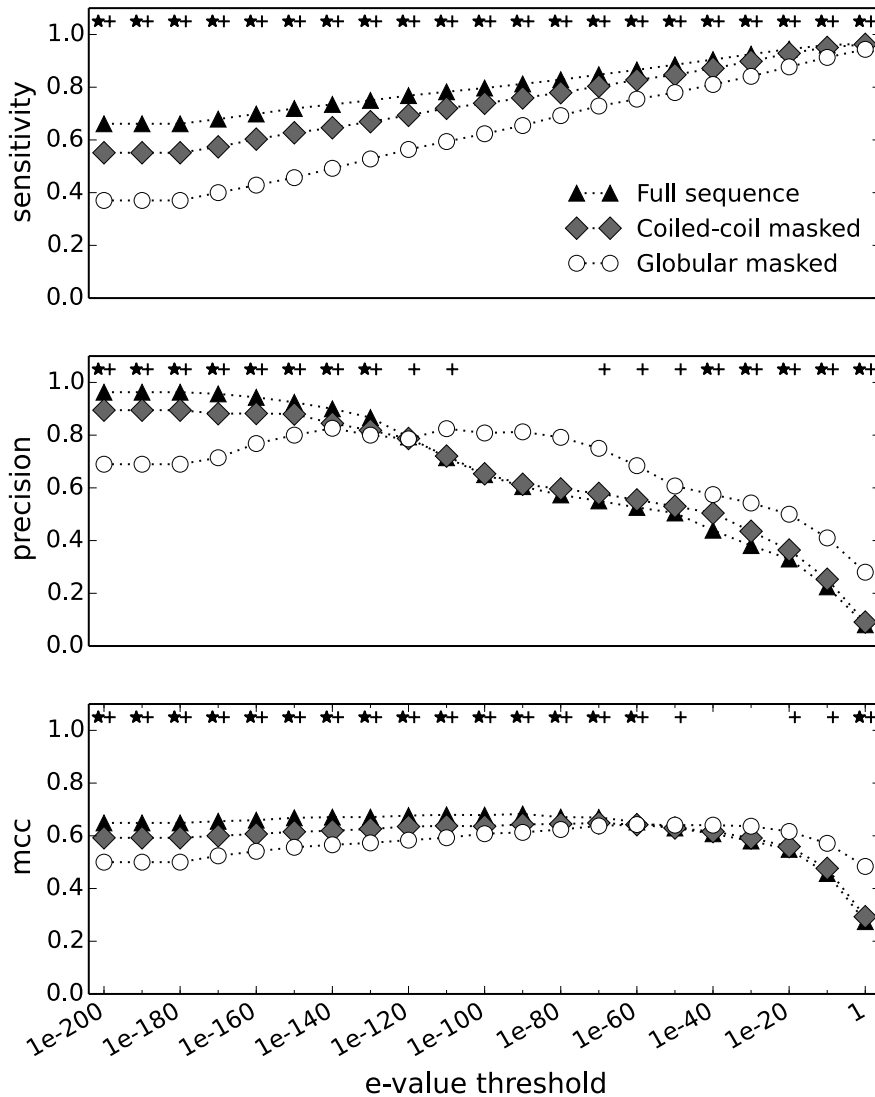 1.0
0.8
0.6
0.4
0.2
0.0
sensitivity
Full sequence
Coiled-coil masked
Globular masked
1.0
0.8
0.6
0.4
0.2
0.0
precision
1.0
0.8
0.6
0.4
0.2
0.0
mcc
1e-200
1e-180
1e-160
1e-140
1e-120
1e-100
1e-80
1e-60
1e-40
1e-20
1
e-value threshold